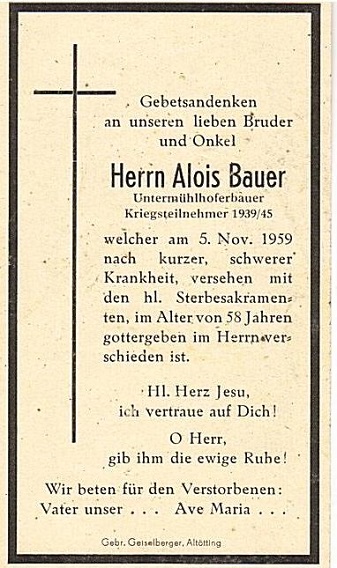 Gebetsandenken
an unseren lieben Bruder
und Onkel
Herrn Alois Bauer
Untermühlhoferbauer
Kriegsteilnehmer 1939/45
welcher am 5. Nov. 1959
nach kurzer, schwerer
Krankheit, versehen mit
den hl. Sterbesakramen=
ten, im Alter von 58 Jahren
gottergeben im Herrn ver=
schieden ist.
Hl. Herz Jesu,
ich vertraue auf Dich!
O Herr,
gib ihm die ewige Ruhe!
Wir beten für den Verstorbenen:
Vater unser . . . Ave Maria . . .
Gebr. Geiselberger, Altötting